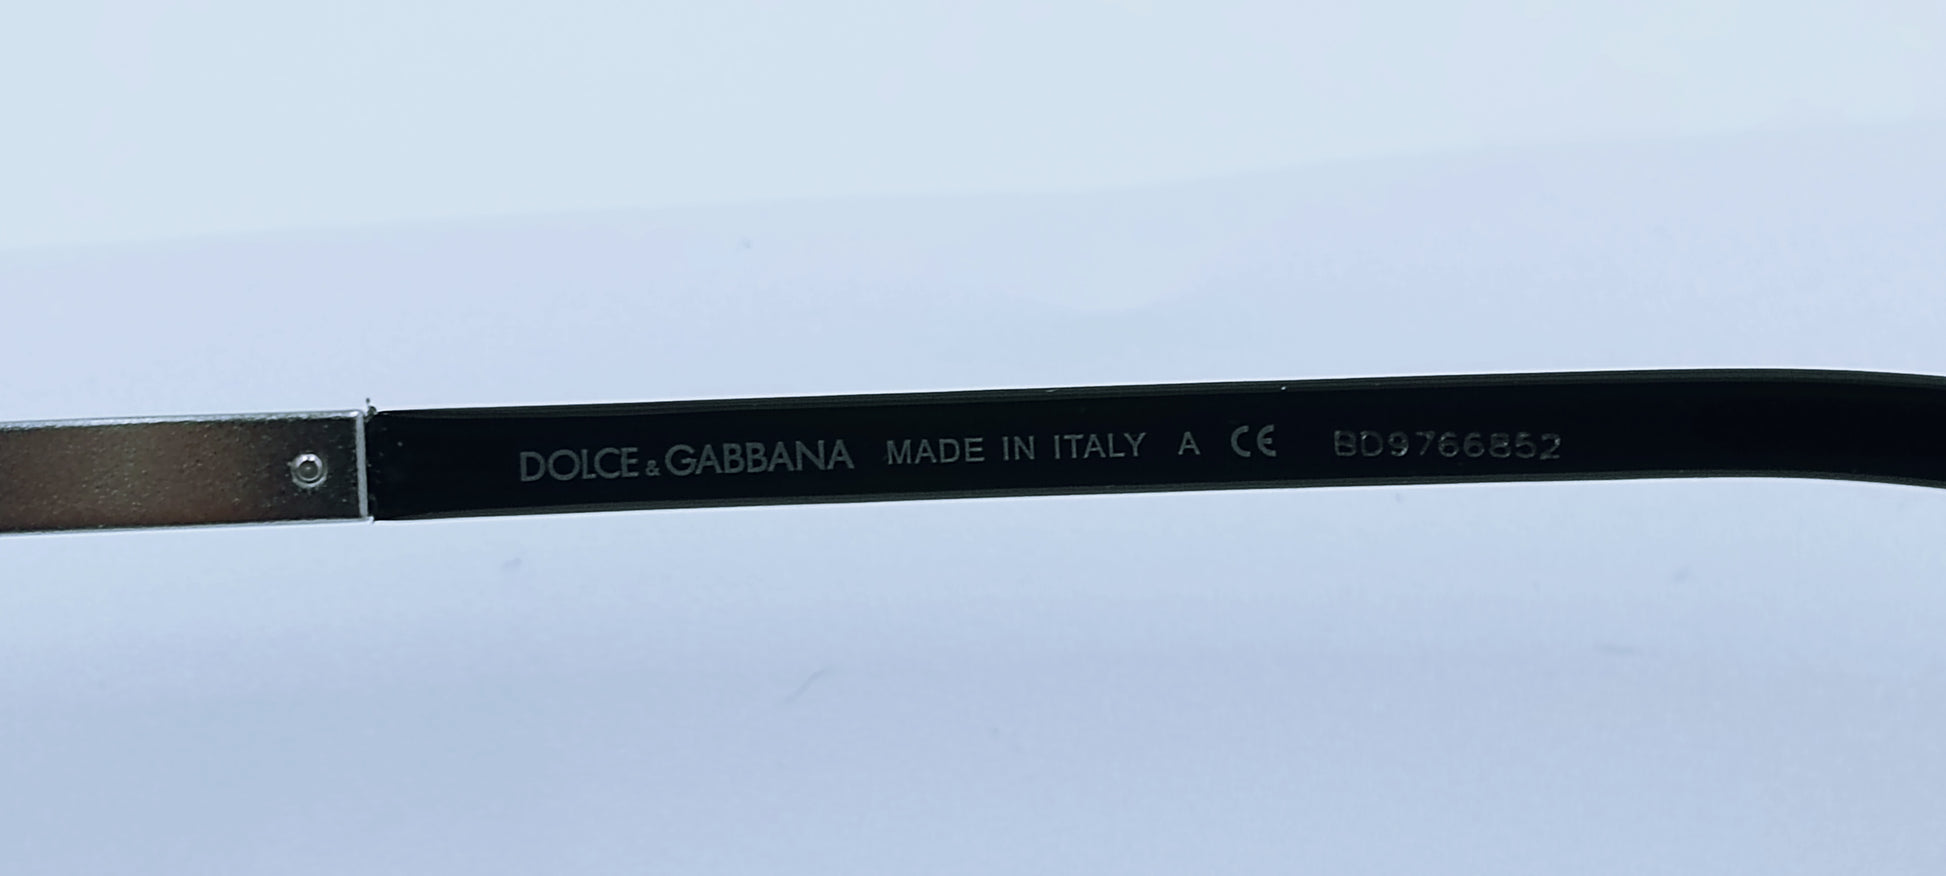 DOLCE & GABBANA MADE IN ITALY A CE BD9766852